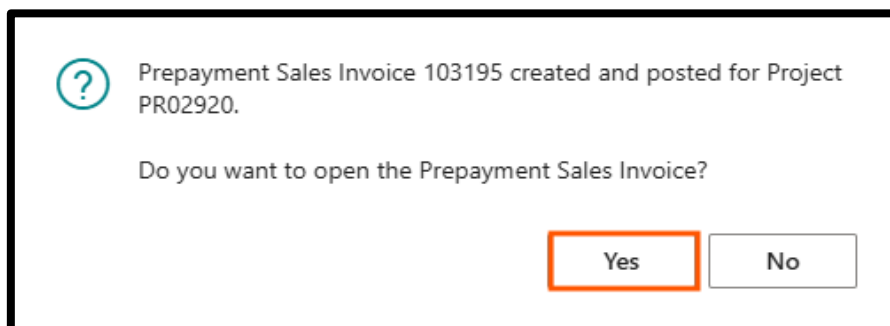 ?
Prepayment Sales Invoice 103195 created and posted for Project
PR02920.
Do you want to open the Prepayment Sales Invoice?
Yes
No